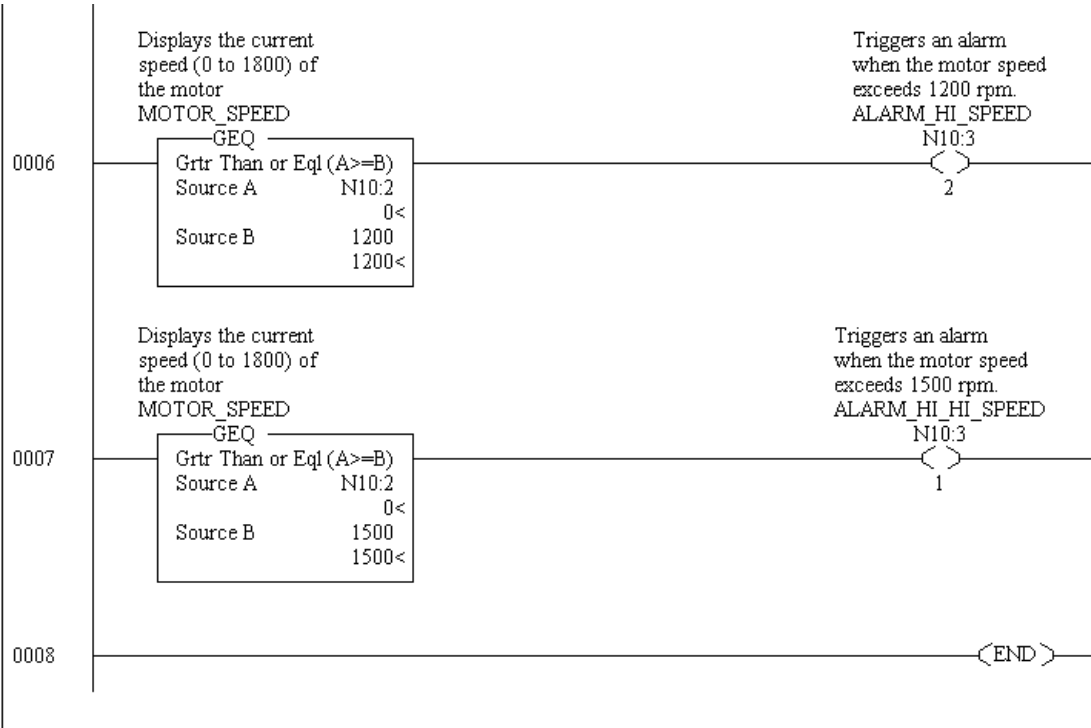 Displays the current
speed (0 to 1800) of
the motor
MOTOR_SPEED
Triggers an alarm
when the motor speed
exceeds 1200 rpm.
ALARM_HI_SPEED
0006
GEQ
Grtr Than or Eql (A>=B)
Source A N10:2
0<
Source B 1200
1200<
N10:3
2
Displays the current
speed (0 to 1800) of
the motor
MOTOR_SPEED
Triggers an alarm
when the motor speed
exceeds 1500 rpm.
ALARM_HI_HI_SPEED
0007
GEQ
Grtr Than or Eql (A>=B)
Source A N10:2
0<
Source B 1500
1500<
N10:3
1
0008
END